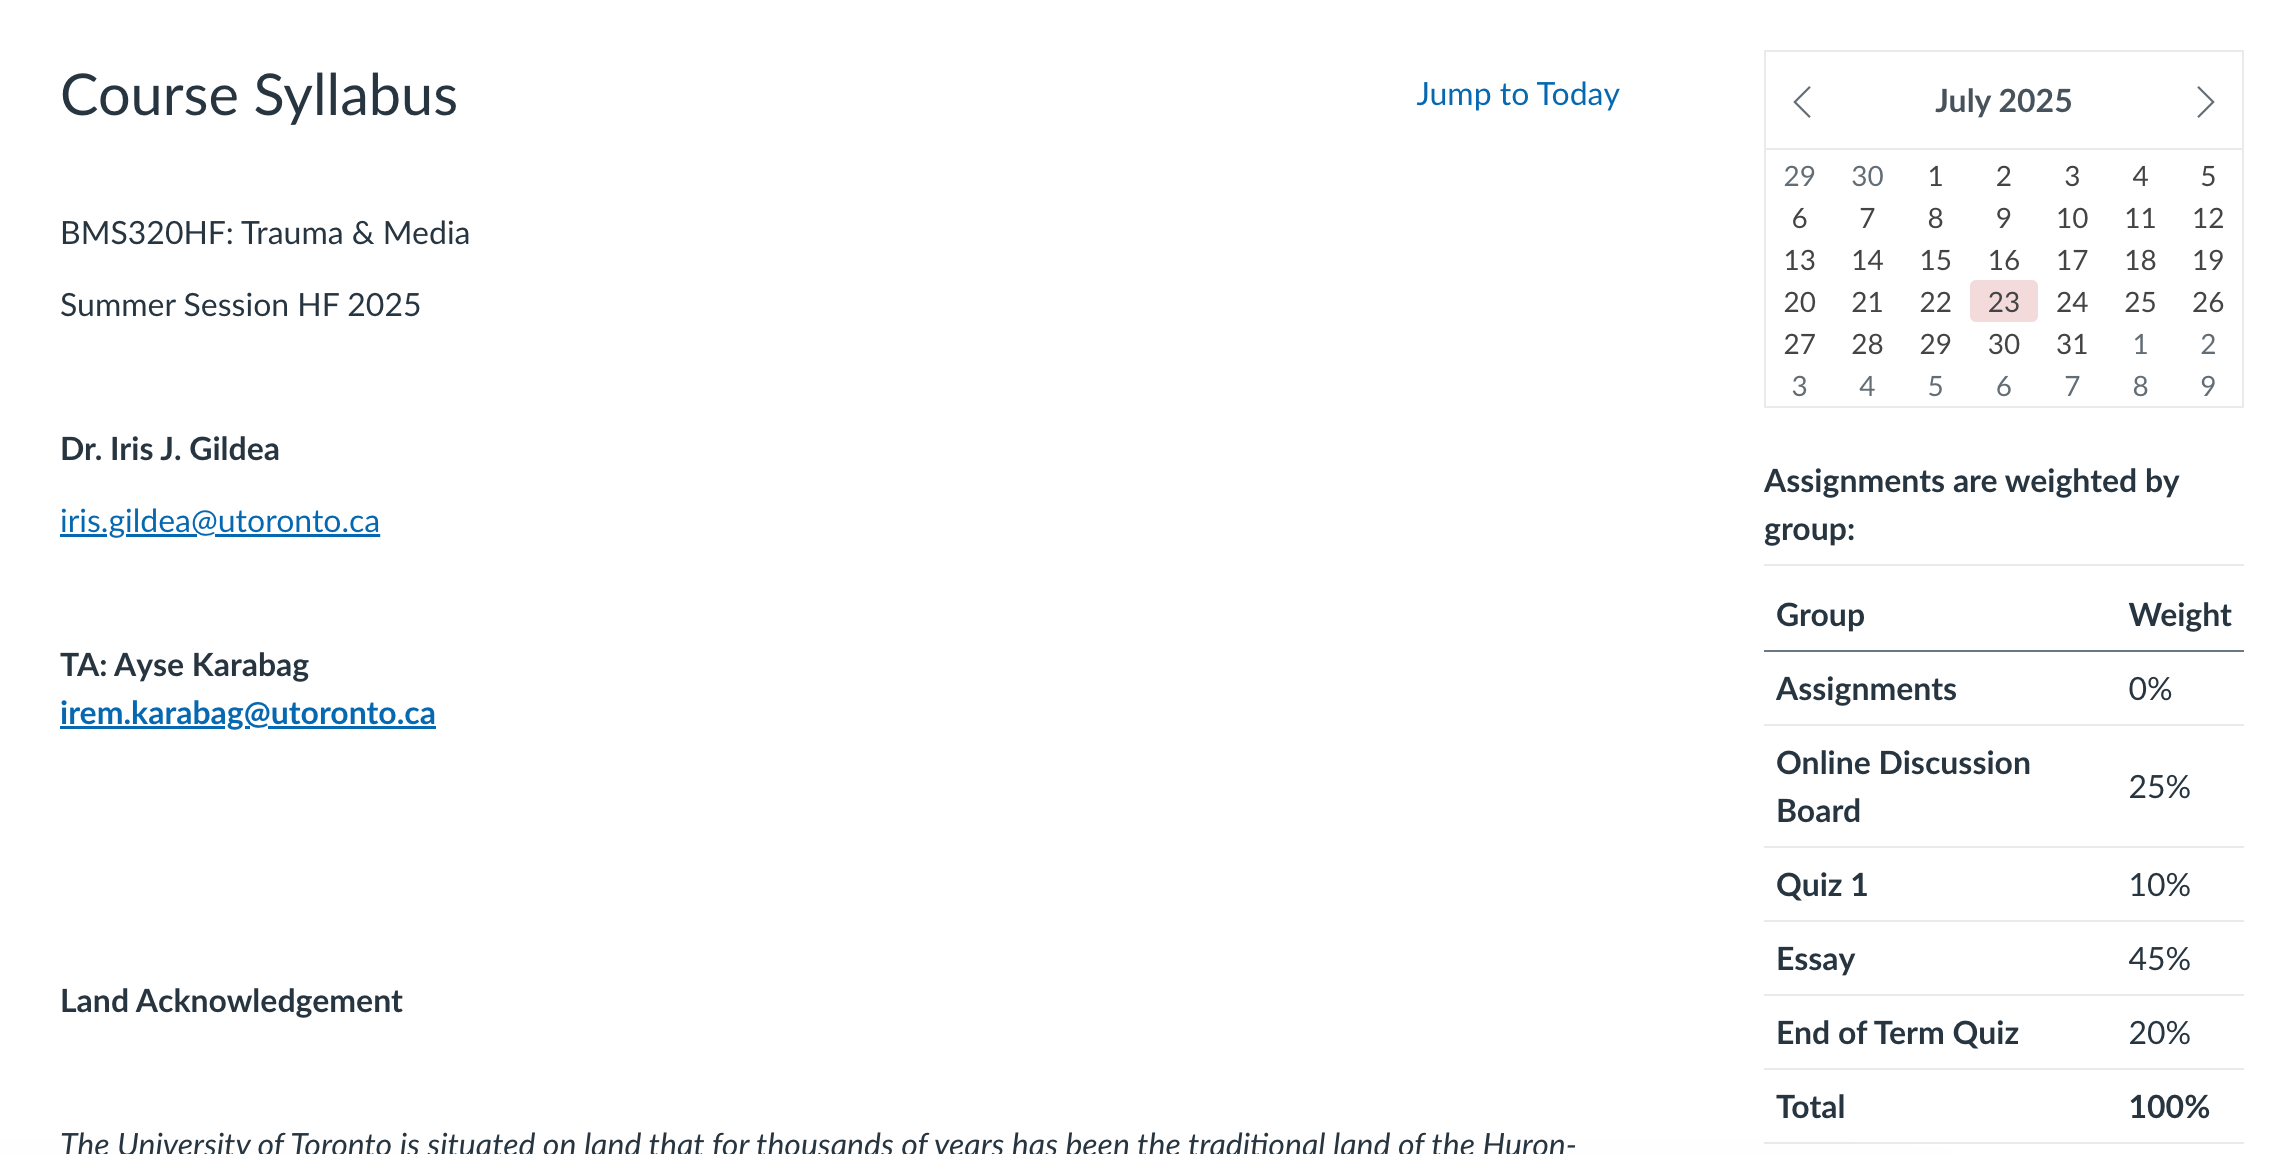 Course Syllabus
Jump to Today
BMS320HF: Trauma & Media
Summer Session HF 2025
Dr. Iris J. Gildea
iris.gildea@utoronto.ca
TA: Ayse Karabag
irem.karabag@utoronto.ca
Land Acknowledgement
The University of Toronto is situated on land that for thousands of years has been the traditional land of the Huron-
July 2025
29 30 1 2 3 4 5
6 7 8 9 10 11 12
13 14 15 16 17 18 19
20 21 22 23 24 25 26
27 28 29 30 31 1 2
3 4 5 6 7 8 9
Assignments are weighted by
group:
Group Weight
Assignments 0%
Online Discussion
Board 25%
Quiz 1 10%
Essay 45%
End of Term Quiz 20%
Total 100%